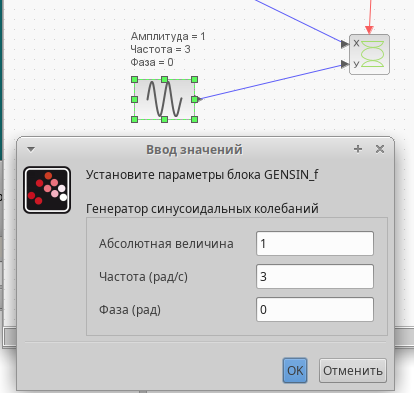 Амплитуда = 1
Частота = 3
Фаза = 0
X
У
Ввод значений
Установите параметры блока GENSIN_f
Генератор синусоидальных колебаний
Абсолютная величина 1
Частота (рад/с) 3
Фаза (рад) 0
OK Отменить